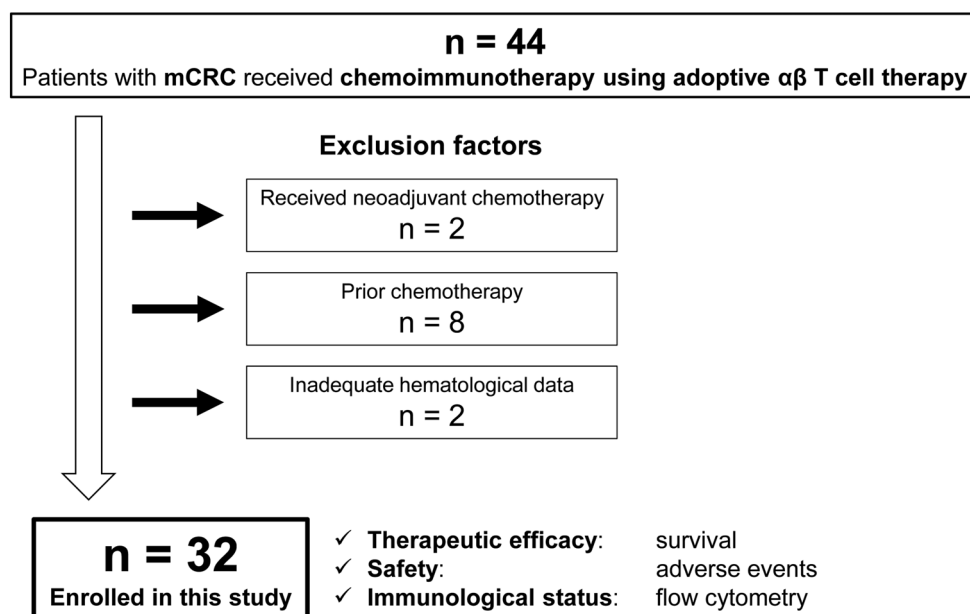 n = 44
Patients with mCRC received chemoimmunotherapy using adoptive αβ T cell therapy
Exclusion factors
Received neoadjuvant chemotherapy
n = 2
Prior chemotherapy
n = 8
Inadequate hematological data
n = 2
n = 32
Enrolled in this study
✓ Therapeutic efficacy: survival
✓ Safety: adverse events
✓ Immunological status: flow cytometry